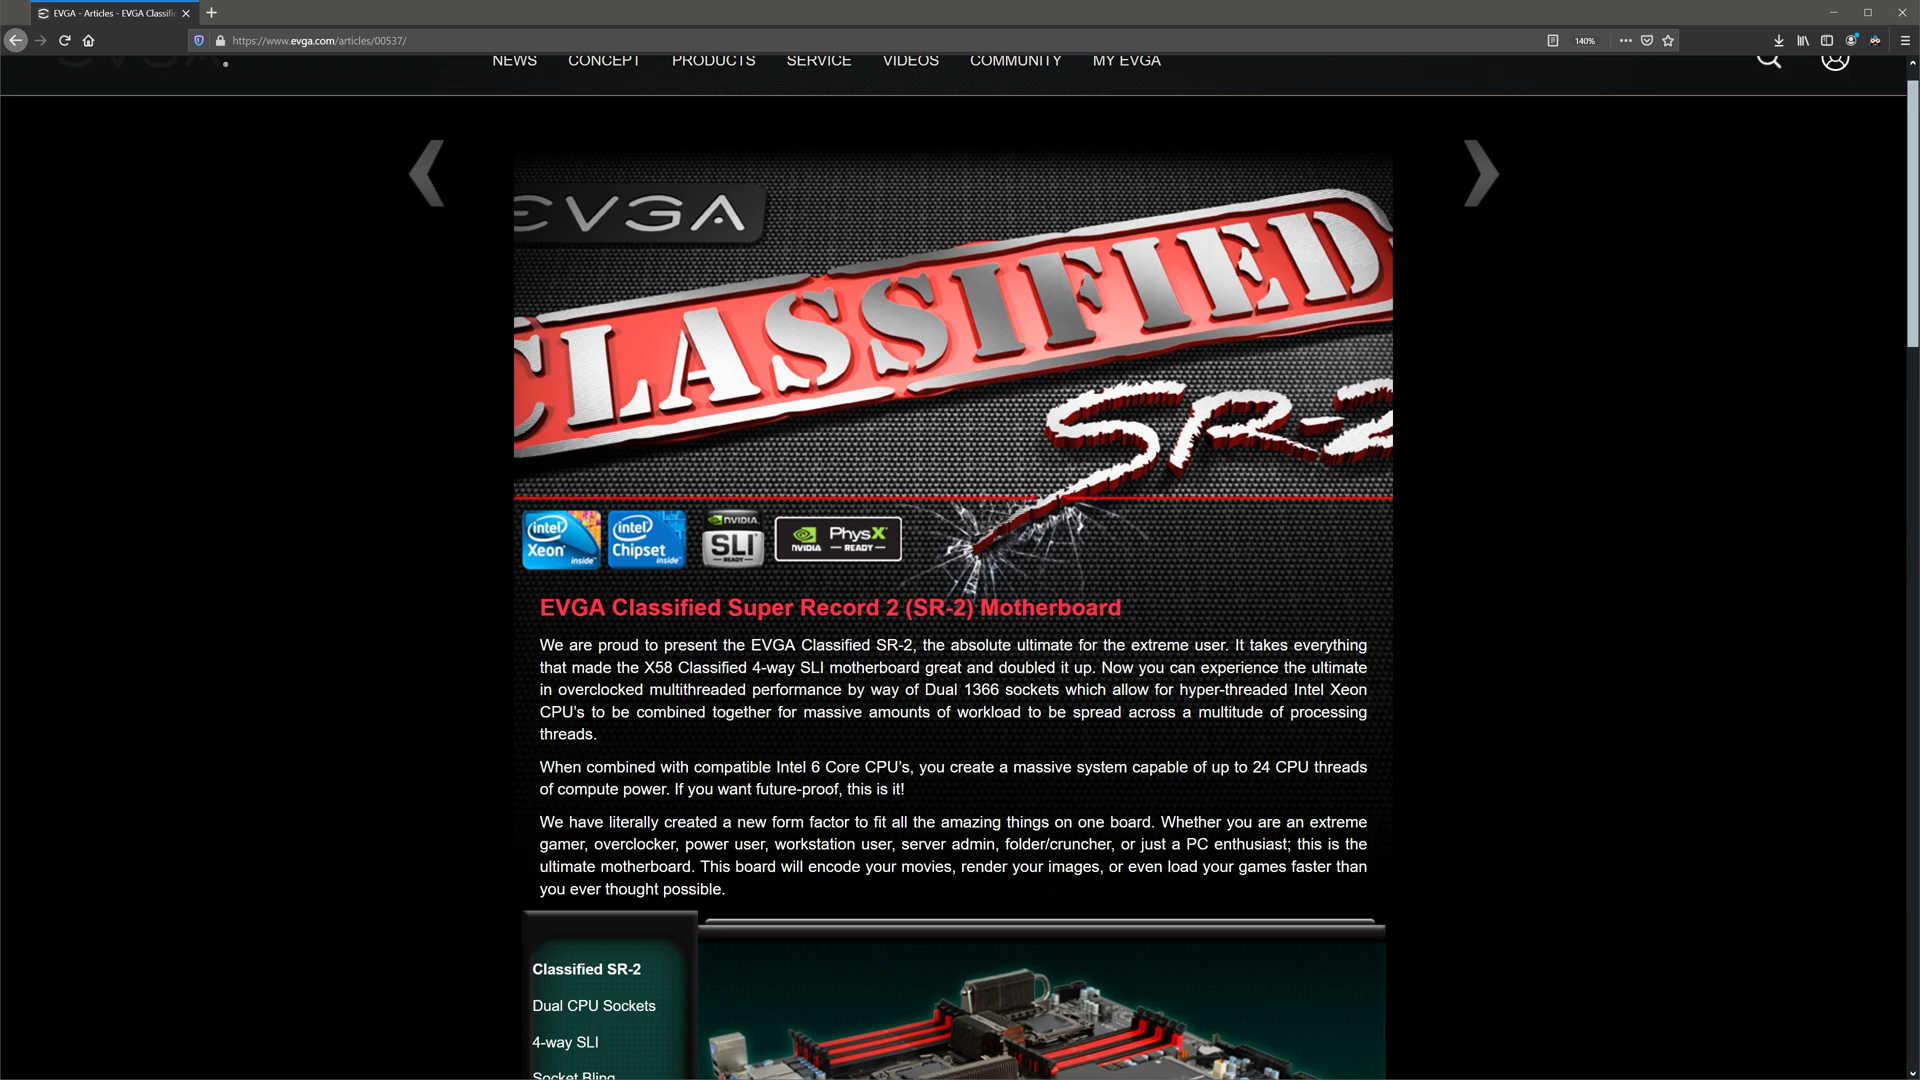 EVGA - Articles - EVGA Classifi
https://www.evga.com/articles/00537/
140%
NEWS CONCEPT PRODUCTS SERVICE VIDEOS COMMUNITY MY EVGA
EVGA
CLASSIFIED
SR-2
intel Xeon inside™
intel Chipset inside™
NVIDIA. SLI READY
NVIDIA PhysX READY
EVGA Classified Super Record 2 (SR-2) Motherboard
We are proud to present the EVGA Classified SR-2, the absolute ultimate for the extreme user. It takes everything
that made the X58 Classified 4-way SLI motherboard great and doubled it up. Now you can experience the ultimate
in overclocked multithreaded performance by way of Dual 1366 sockets which allow for hyper-threaded Intel Xeon
CPU's to be combined together for massive amounts of workload to be spread across a multitude of processing
threads.
When combined with compatible Intel 6 Core CPU's, you create a massive system capable of up to 24 CPU threads
of compute power. If you want future-proof, this is it!
We have literally created a new form factor to fit all the amazing things on one board. Whether you are an extreme
gamer, overclocker, power user, workstation user, server admin, folder/cruncher, or just a PC enthusiast; this is the
ultimate motherboard. This board will encode your movies, render your images, or even load your games faster than
you ever thought possible.
Classified SR-2
Dual CPU Sockets
4-way SLI
Socket Bling